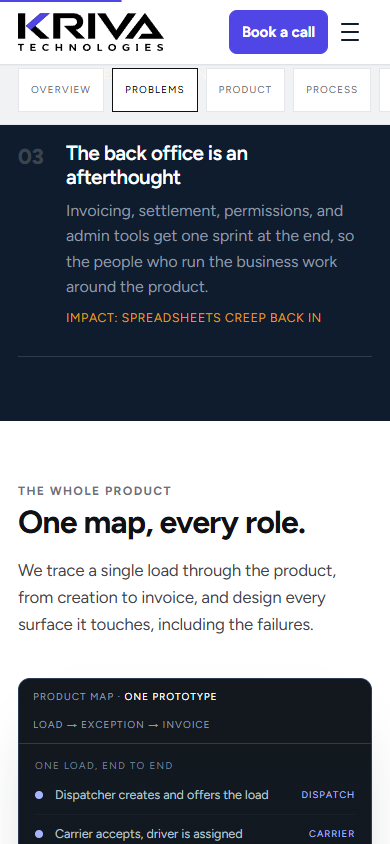 KRIVA
TECHNOLOGIES
Book a call
OVERVIEW
PROBLEMS
PRODUCT
PROCESS
03
The back office is an
afterthought
Invoicing, settlement, permissions, and
admin tools get one sprint at the end, so
the people who run the business work
around the product.
IMPACT: SPREADSHEETS CREEP BACK IN
THE WHOLE PRODUCT
One map, every role.
We trace a single load through the product,
from creation to invoice, and design every
surface it touches, including the failures.
PRODUCT MAP · ONE PROTOTYPE
LOAD → EXCEPTION → INVOICE
ONE LOAD, END TO END
Dispatcher creates and offers the load DISPATCH
Carrier accepts, driver is assigned CARRIER